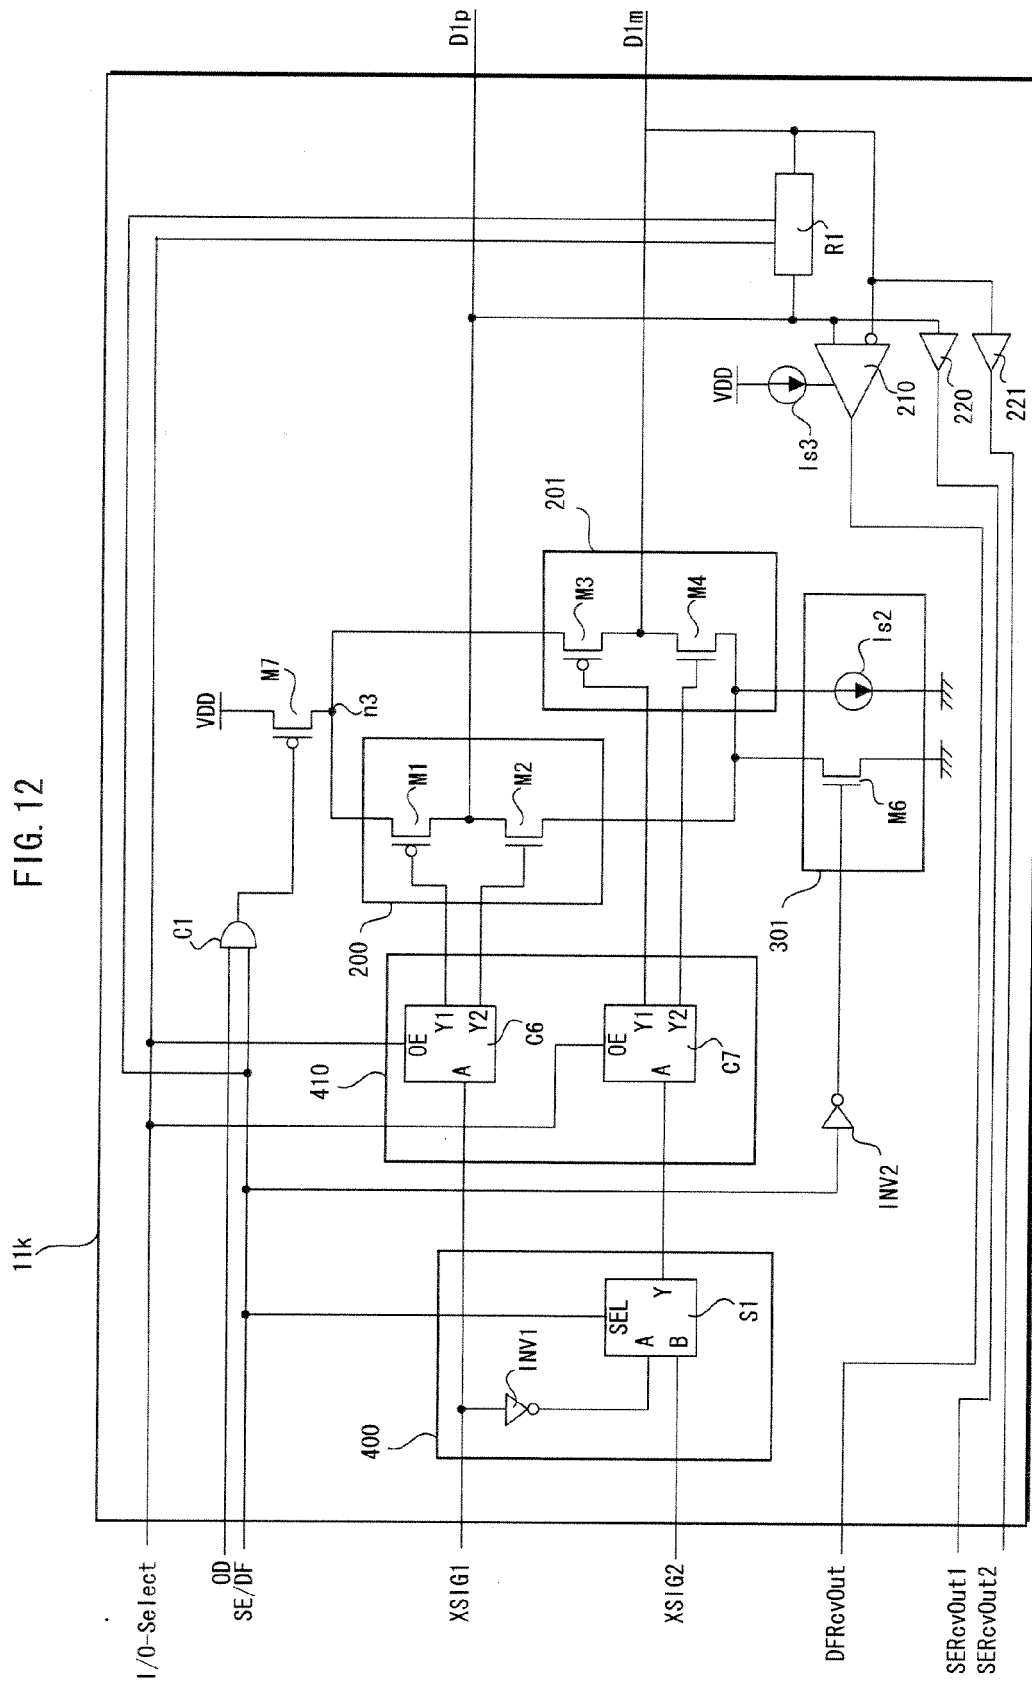 FIG. 12
11k
I/O-Select
OD
SE/DF
XSIG1
XSIG2
DFRcvOut
SERcvOut1
SERcvOut2
400
INV1
SEL
A
B
Y
S1
410
OE
A
Y1
Y2
C6
OE
A
Y1
Y2
C7
INV2
C1
200
M1
M2
VDD
M7
n3
201
M3
M4
301
M6
Is2
VDD
Is3
210
220
221
R1
D1p
D1m